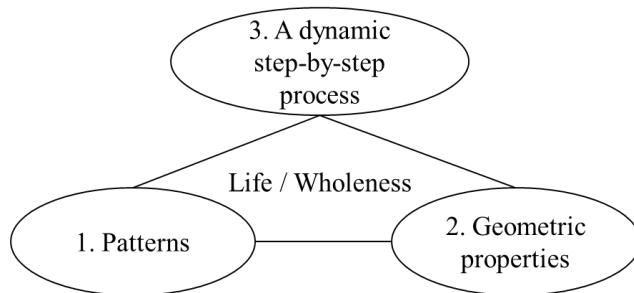 3. A dynamic
step-by-step
process
Life / Wholeness
1. Patterns
2. Geometric
properties